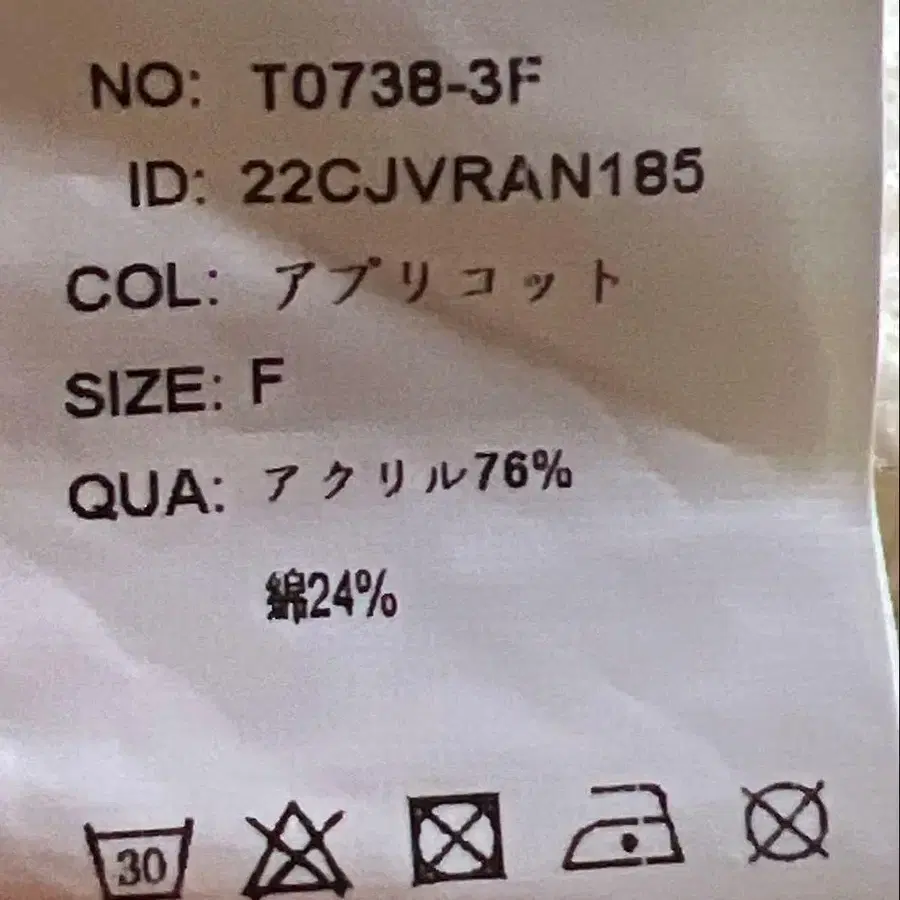 NO: T0738-3F
ID: 22CJVRAN185
COL: アプリコット
SIZE: F
QUA: アクリル76%
綿24%
30